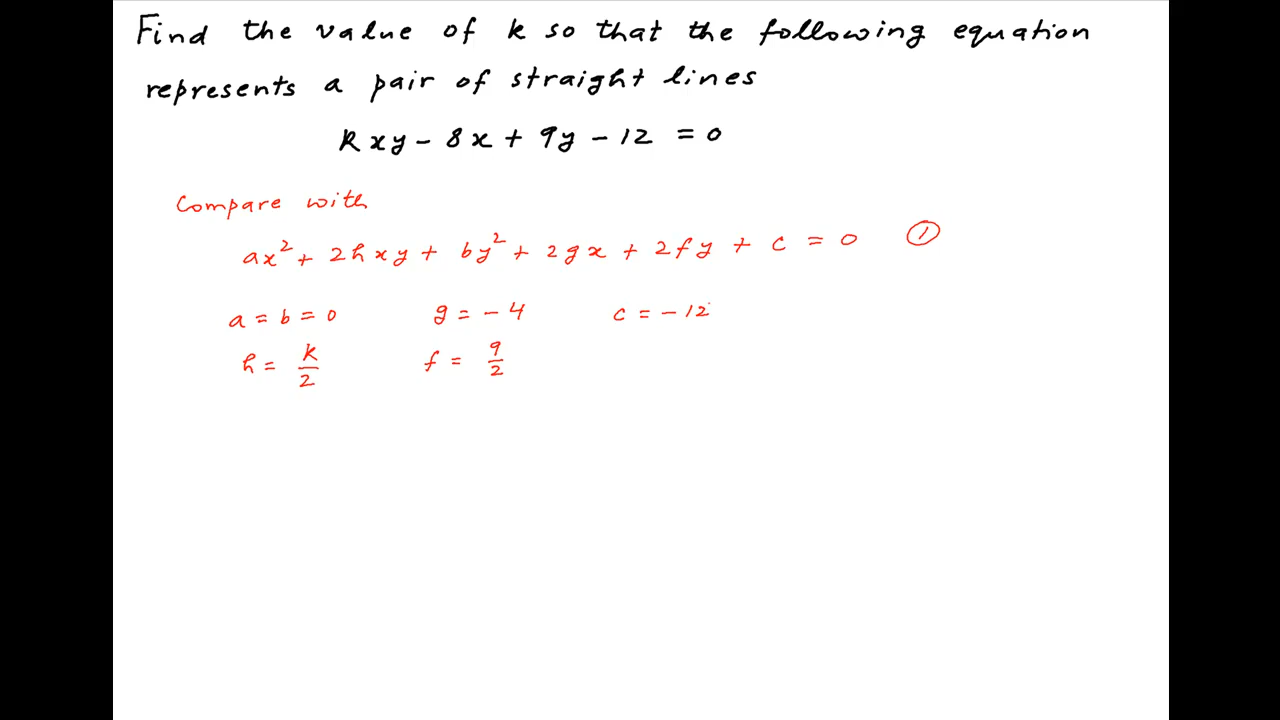 Find the value of k so that the following equation
represents a pair of straight lines
kxy - 8x + 9y - 12 = 0
Compare with
ax² + 2hxy + by² + 2gx + 2fy + c = 0 ①
a = b = 0 g = -4 c = -12
h = k/2 f = 9/2